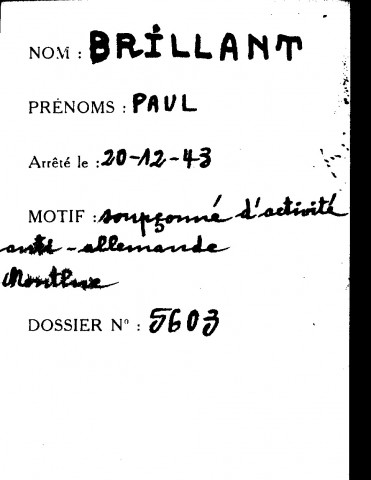 NOM : BRILLANT
PRÉNOMS : PAUL
Arrêté le : 20-12-43
MOTIF : soupçonné d'activité
anti-allemande
Montluc
DOSSIER N° : 5603